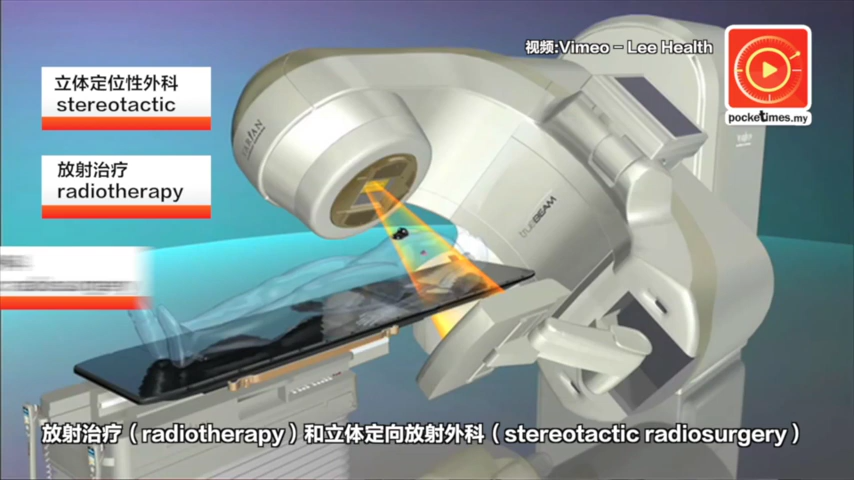 视频:Vimeo – Lee Health
pocketimes.my
立体定位性外科
stereotactic
放射治疗
radiotherapy
VARIAN
trueBEAM
放射治疗（radiotherapy）和立体定向放射外科（stereotactic radiosurgery）